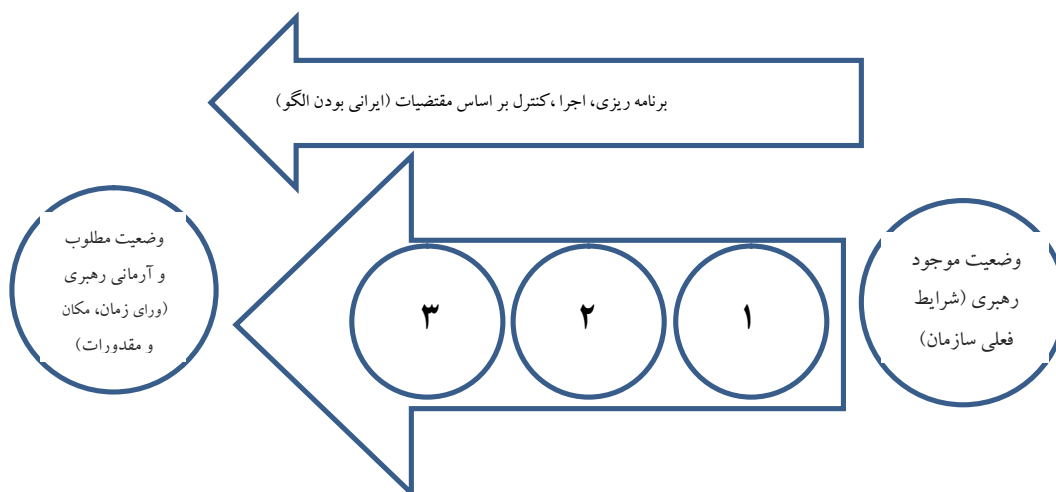 برنامه ریزی، اجرا ،کنترل بر اساس مقتضیات (ایرانی بودن الگو)
وضعیت موجود
رهبری (شرایط
فعلی سازمان)
۱
۲
۳
وضعیت مطلوب
و آرمانی رهبری
(ورای زمان، مکان
و مقدورات)